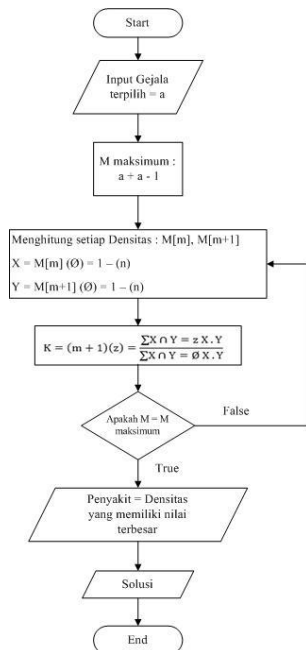 Start
Input Gejala
terpilih = a
M maksimum :
a + a - 1
Menghitung setiap Densitas : M[m], M[m+1]
X = M[m] (Ø) = 1 – (n)
Y = M[m+1] (Ø) = 1 – (n)
K = (m + 1)(z) = ∑X ∩ Y = z X . Y / ∑X ∩ Y = Ø X . Y
Apakah M = M
maksimum
False
True
Penyakit = Densitas
yang memiliki nilai
terbesar
Solusi
End